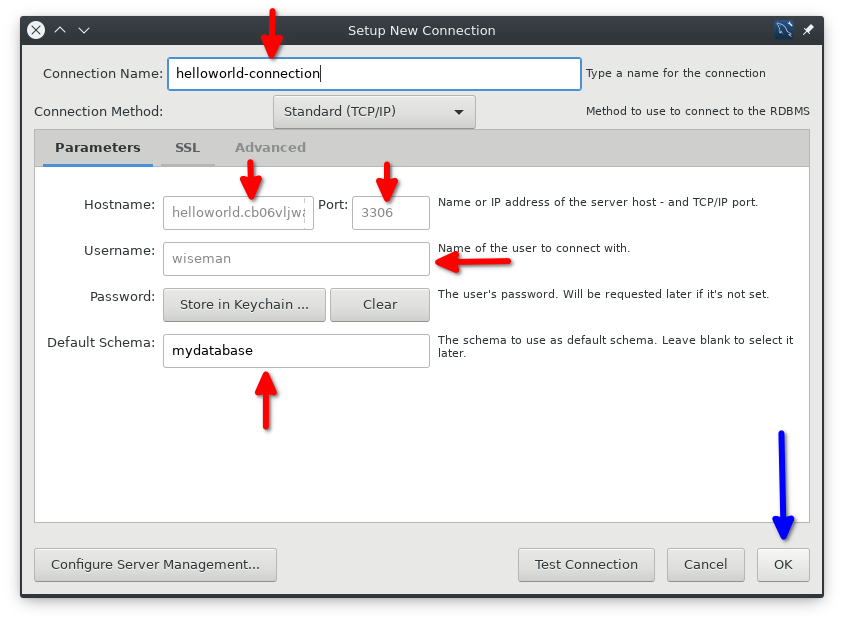 Setup New Connection
Connection Name: helloworld-connection Type a name for the connection
Connection Method: Standard (TCP/IP) Method to use to connect to the RDBMS
Parameters SSL Advanced
Hostname: helloworld.cb06vljwa Port: 3306 Name or IP address of the server host - and TCP/IP port.
Username: wiseman Name of the user to connect with.
Password: Store in Keychain ... Clear The user's password. Will be requested later if it's not set.
Default Schema: mydatabase The schema to use as default schema. Leave blank to select it
later.
Configure Server Management... Test Connection Cancel OK